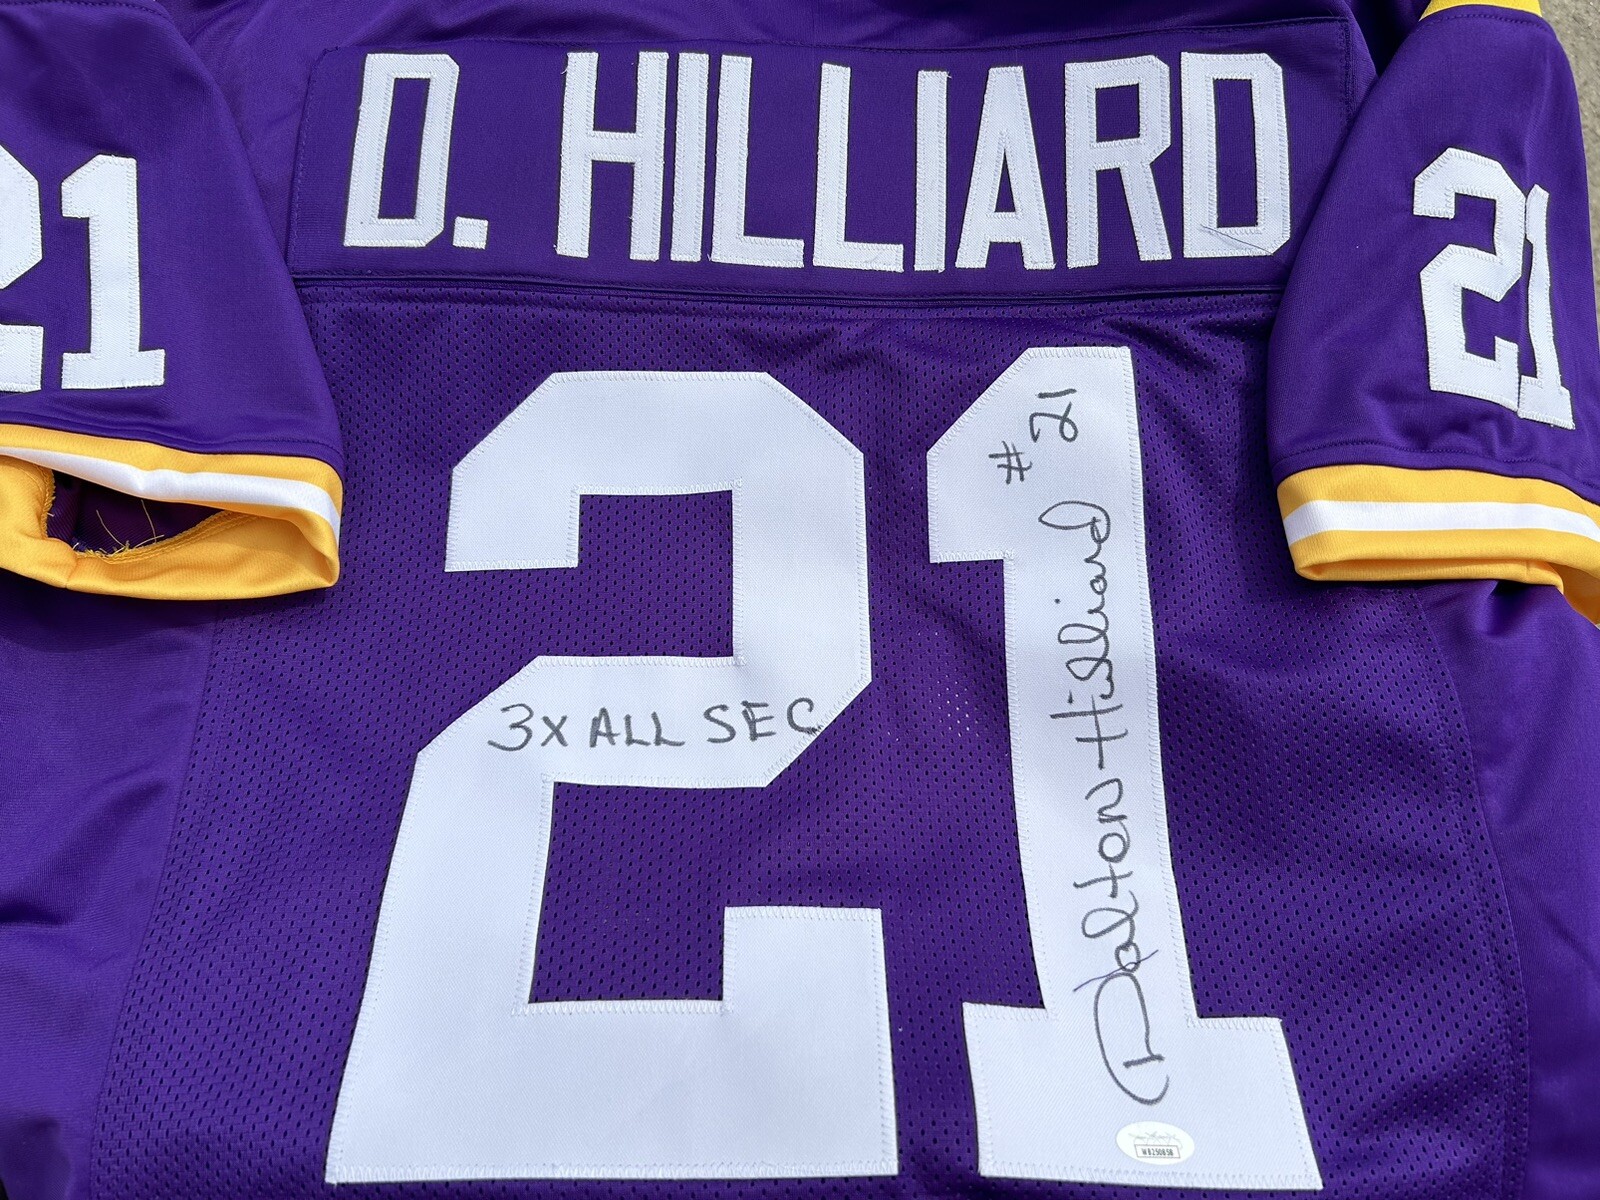 D. HILLIARD
21
21
21
#21
Dalton Hilliard
3X ALL SEC